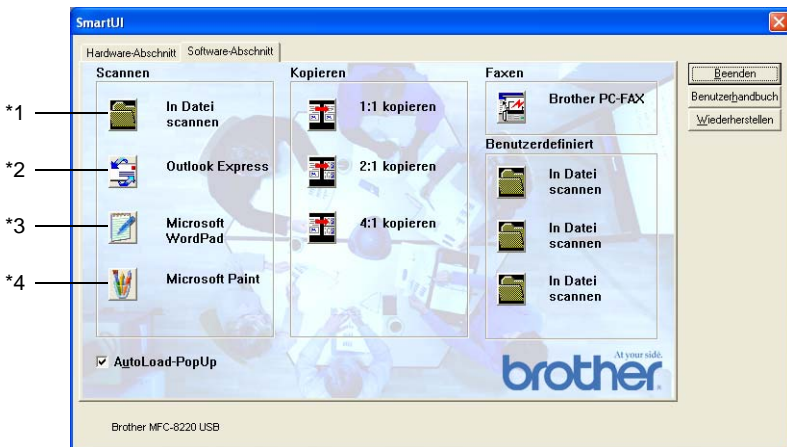 SmartUI
Hardware-Abschnitt Software-Abschnitt
Scannen
*1 In Datei
scannen
*2 Outlook Express
*3 Microsoft
WordPad
*4 Microsoft Paint
Kopieren
1:1 kopieren
2:1 kopieren
4:1 kopieren
Faxen
Brother PC-FAX
Benutzerdefiniert
In Datei
scannen
In Datei
scannen
In Datei
scannen
Beenden
Benutzerhandbuch
Wiederherstellen
AutoLoad-PopUp
At your side.
brother
Brother MFC-8220 USB